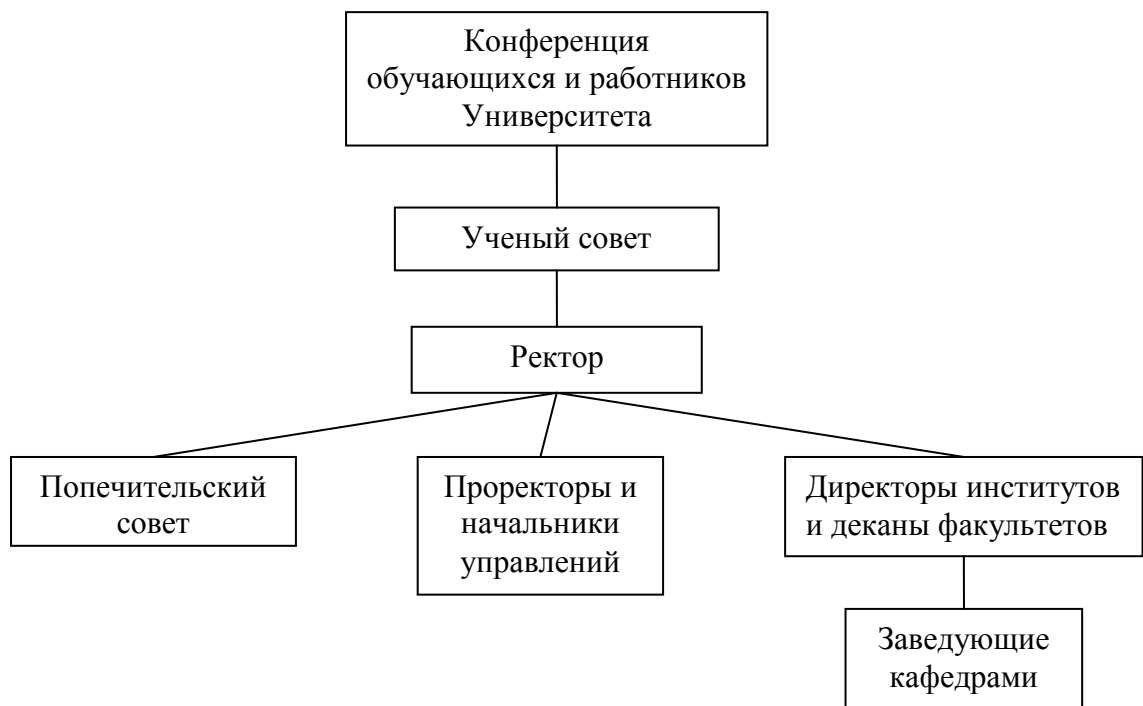 Конференция
обучающихся и работников
Университета
Ученый совет
Ректор
Попечительский
совет
Проректоры и
начальники
управлений
Директоры институтов
и деканы факультетов
Заведующие
кафедрами